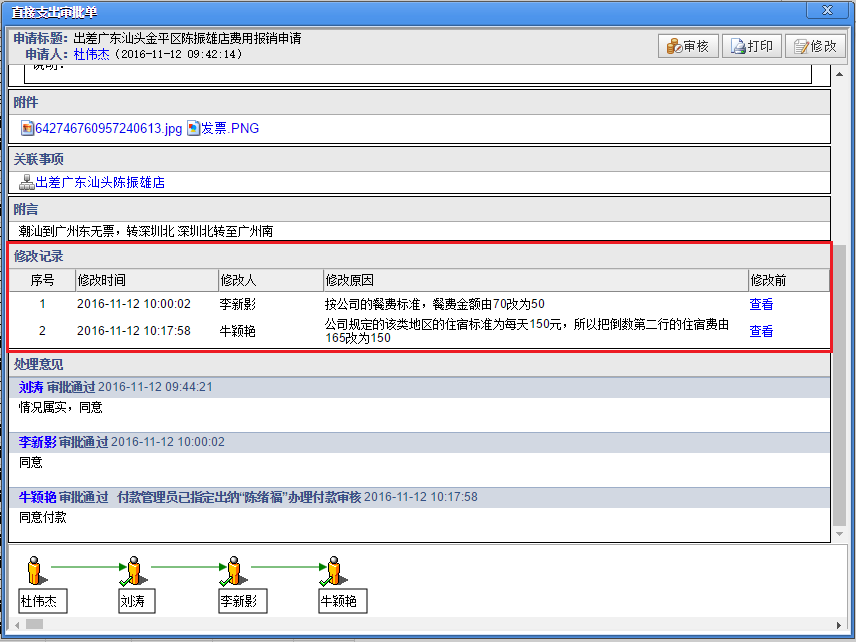 直接支出审批单
申请标题: 出差广东汕头金平区陈振雄店费用报销申请
申请人: 杜伟杰 (2016-11-12 09:42:14)
审核 打印 修改
说明:
附件
642746760957240613.jpg 发票.PNG
关联事项
出差广东汕头陈振雄店
附言
潮汕到广州东无票，转深圳北 深圳北转至广州南
修改记录
序号 修改时间 修改人 修改原因 修改前
1 2016-11-12 10:00:02 李新影 按公司的餐费标准，餐费金额由70改为50 查看
2 2016-11-12 10:17:58 牛颖艳 公司规定的该类地区的住宿标准为每天150元，所以把倒数第二行的住宿费由 查看
165改为150
处理意见
刘涛 审批通过 2016-11-12 09:44:21
情况属实，同意
李新影 审批通过 2016-11-12 10:00:02
同意
牛颖艳 审批通过 付款管理员已指定出纳“陈绪福”办理付款审核 2016-11-12 10:17:58
同意付款
杜伟杰 刘涛 李新影 牛颖艳